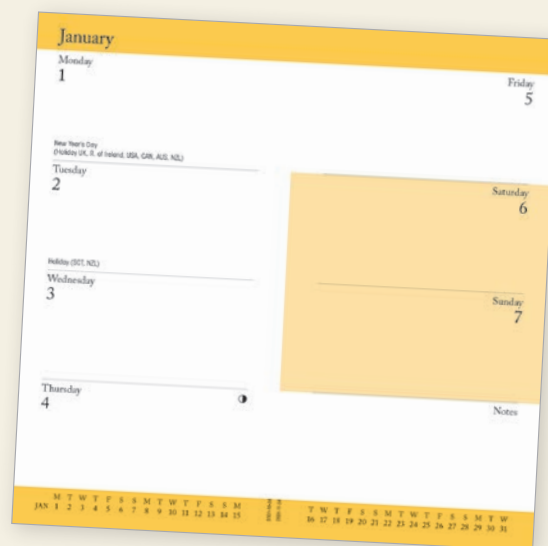 January
Monday
1
New Year's Day
(Holiday UK, R. of Ireland, USA, CAN, AUS, NZL)
Tuesday
2
Holiday (SCT, NZL)
Wednesday
3
Thursday
4
Friday
5
Saturday
6
Sunday
7
Notes
M T W T F S S M T W T F S S M
JAN 1 2 3 4 5 6 7 8 9 10 11 12 13 14 15
T W T F S S M T W T F S S M T W
16 17 18 19 20 21 22 23 24 25 26 27 28 29 30 31